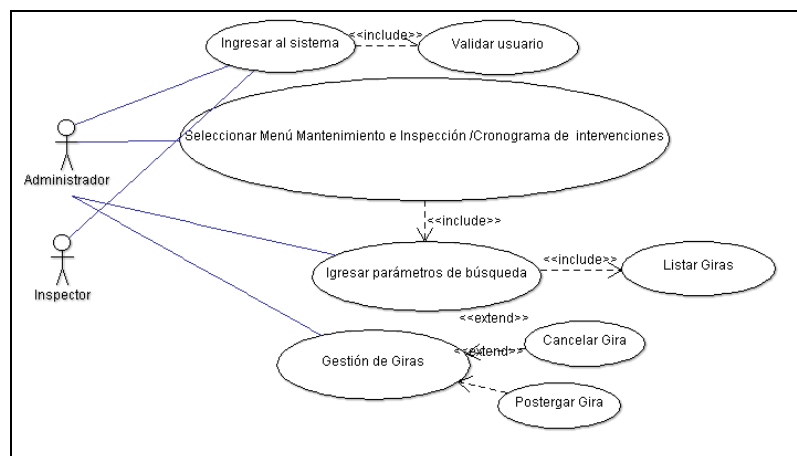 <<include>>
Ingresar al sistema
Validar usuario
Seleccionar Menú Mantenimiento e Inspección /Cronograma de intervenciones
Administrador
<<include>>
<<include>>
Igresar parámetros de búsqueda
Listar Giras
Inspector
<<extend>>
Cancelar Gira
<<extend>>
Gestión de Giras
Postergar Gira